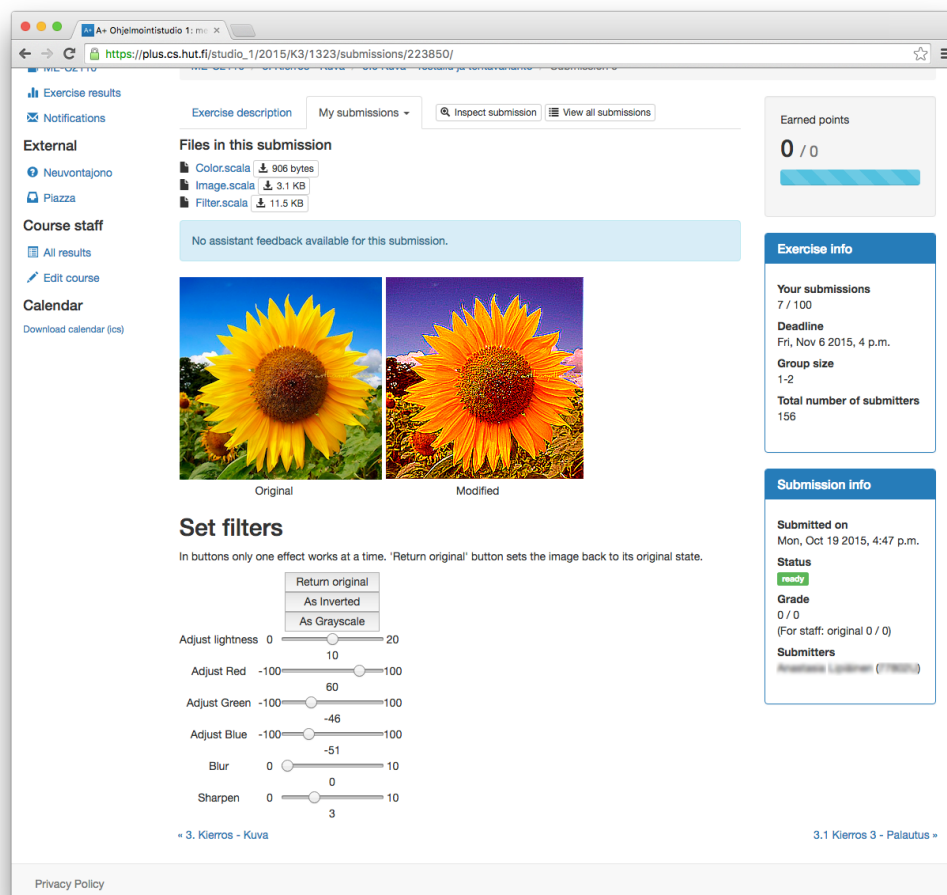 A+ Ohjelmointistudio 1: me
https://plus.cs.hut.fi/studio_1/2015/K3/1323/submissions/223850/
Exercise results
Notifications
External
Neuvontajono
Piazza
Course staff
All results
Edit course
Calendar
Download calendar (ics)
Exercise description
My submissions
Inspect submission
View all submissions
Files in this submission
Color.scala 906 bytes
Image.scala 3.1 KB
Filter.scala 11.5 KB
No assistant feedback available for this submission.
Original
Modified
Set filters
In buttons only one effect works at a time. 'Return original' button sets the image back to its original state.
Return original
As Inverted
As Grayscale
Adjust lightness 0 20
10
Adjust Red -100 100
60
Adjust Green -100 100
-46
Adjust Blue -100 100
-51
Blur 0 10
0
Sharpen 0 10
3
« 3. Kierros - Kuva
3.1 Kierros 3 - Palautus »
Earned points
0 / 0
Exercise info
Your submissions
7 / 100
Deadline
Fri, Nov 6 2015, 4 p.m.
Group size
1-2
Total number of submitters
156
Submission info
Submitted on
Mon, Oct 19 2015, 4:47 p.m.
Status
ready
Grade
0 / 0
(For staff: original 0 / 0)
Submitters
Privacy Policy